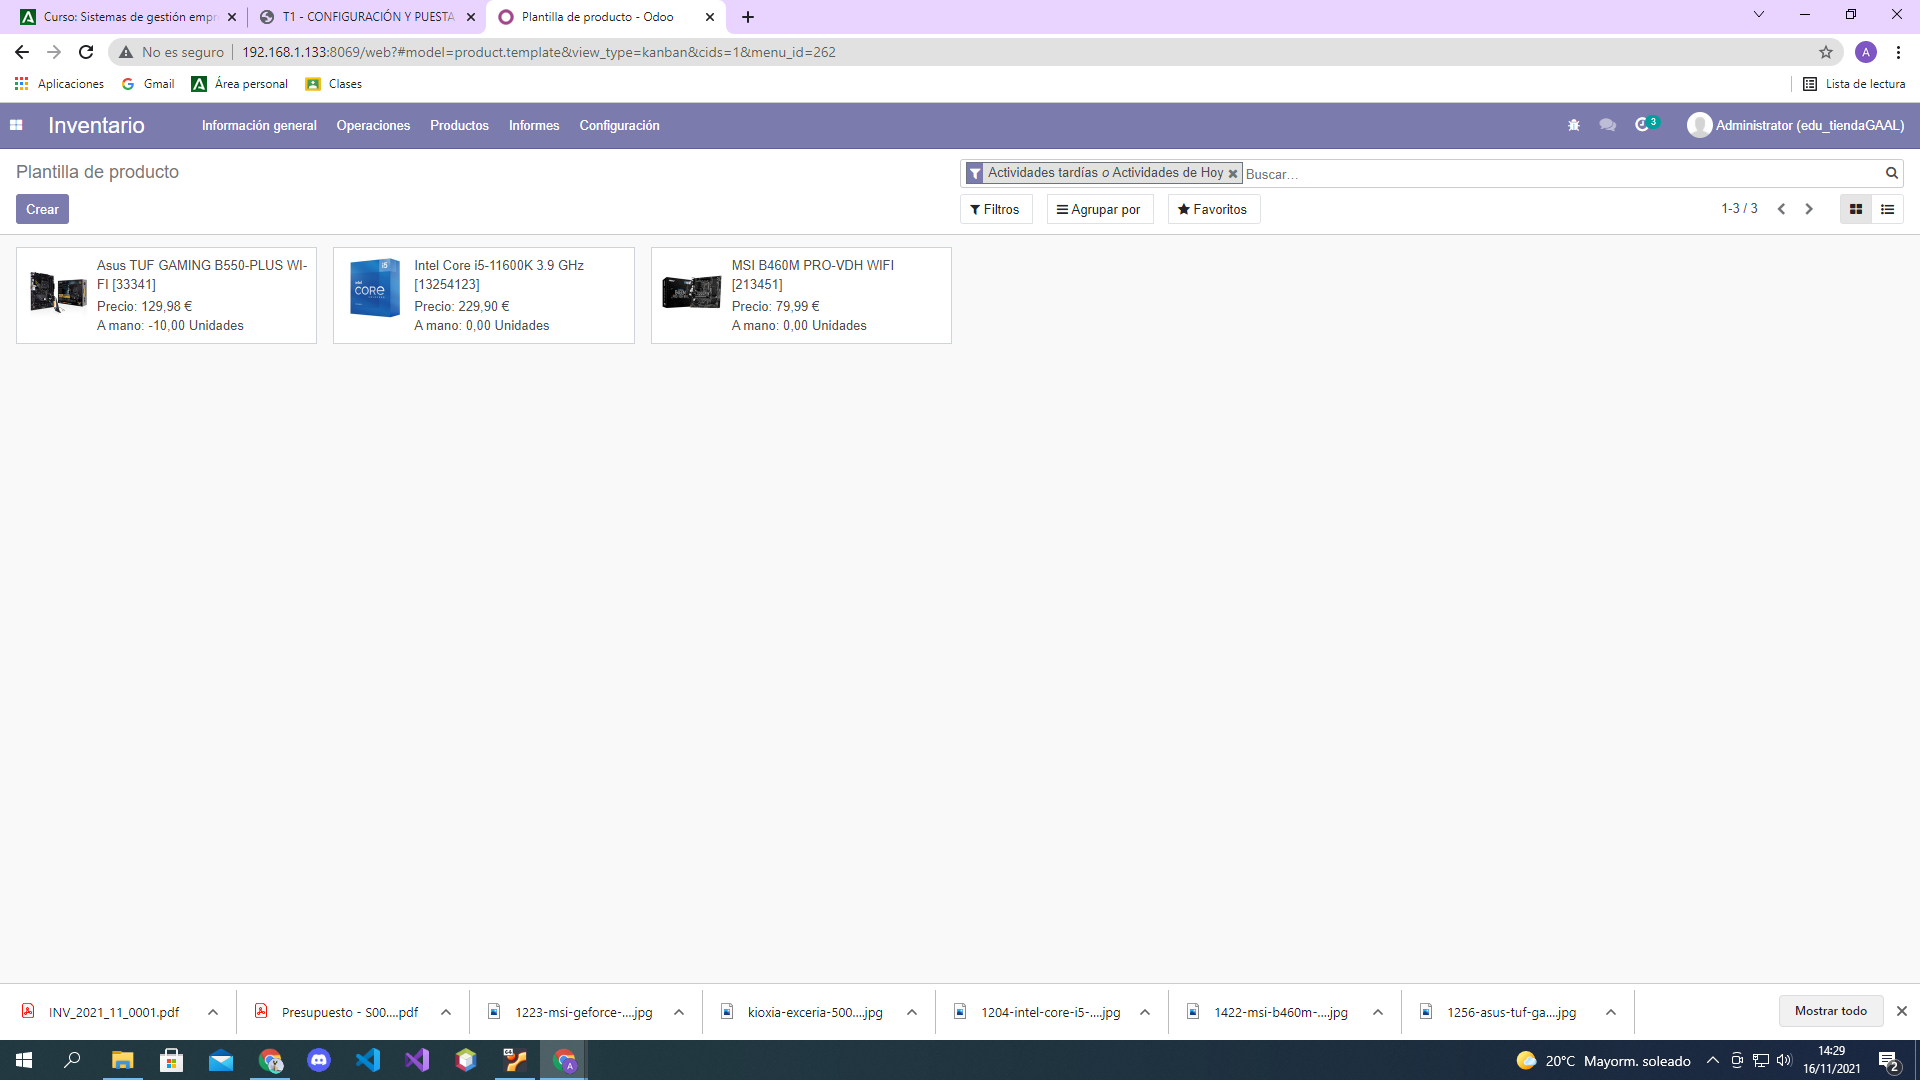 Curso: Sistemas de gestión empr
T1 - CONFIGURACIÓN Y PUESTA
Plantilla de producto - Odoo
No es seguro
192.168.1.133:8069/web?#model=product.template&view_type=kanban&cids=1&menu_id=262
A
Aplicaciones
Gmail
Área personal
Clases
Lista de lectura
Inventario
Información general
Operaciones
Productos
Informes
Configuración
3
Administrator (edu_tiendaGAAL)
Plantilla de producto
Actividades tardías o Actividades de Hoy
Buscar...
Crear
Filtros
Agrupar por
Favoritos
1-3 / 3
Asus TUF GAMING B550-PLUS WI-
FI [33341]
Precio: 129,98 €
A mano: -10,00 Unidades
Intel Core i5-11600K 3.9 GHz
[13254123]
Precio: 229,90 €
A mano: 0,00 Unidades
MSI B460M PRO-VDH WIFI
[213451]
Precio: 79,99 €
A mano: 0,00 Unidades
i5
intel
CORE
INV_2021_11_0001.pdf
Presupuesto - S00....pdf
1223-msi-geforce-....jpg
kioxia-exceria-500....jpg
1204-intel-core-i5-....jpg
1422-msi-b460m-....jpg
1256-asus-tuf-ga....jpg
Mostrar todo
20°C Mayorm. soleado
14:29
16/11/2021
2